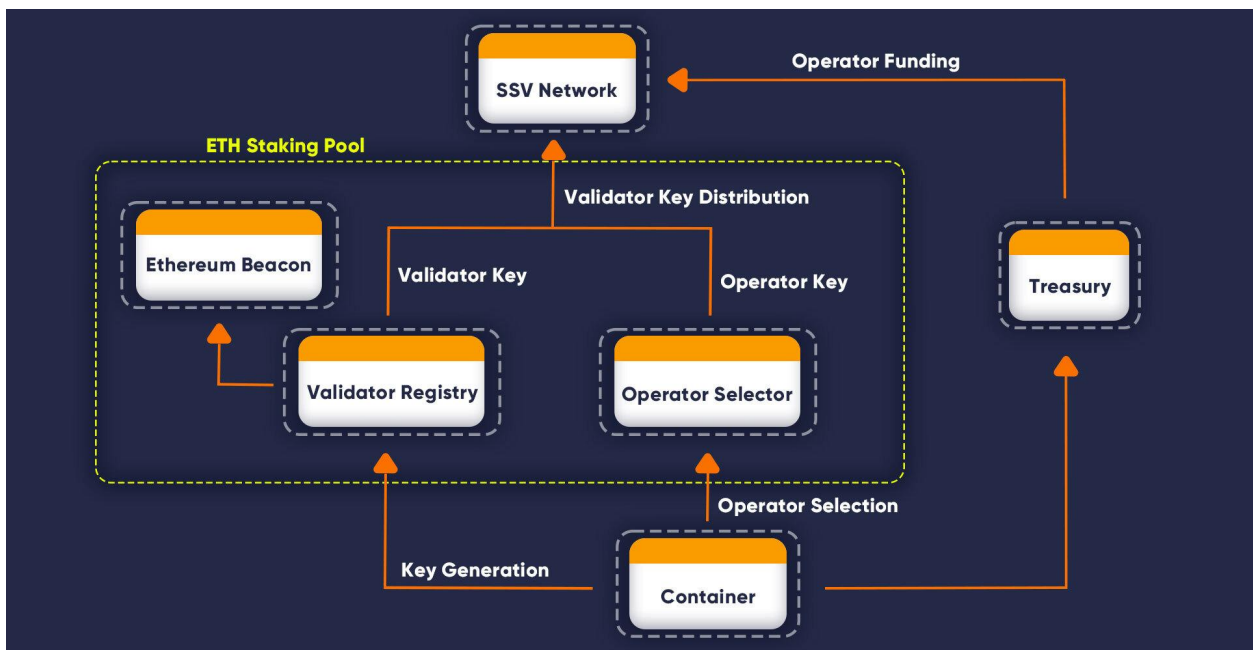 SSV Network
Operator Funding
ETH Staking Pool
Validator Key Distribution
Ethereum Beacon
Validator Key
Operator Key
Treasury
Validator Registry
Operator Selector
Operator Selection
Key Generation
Container